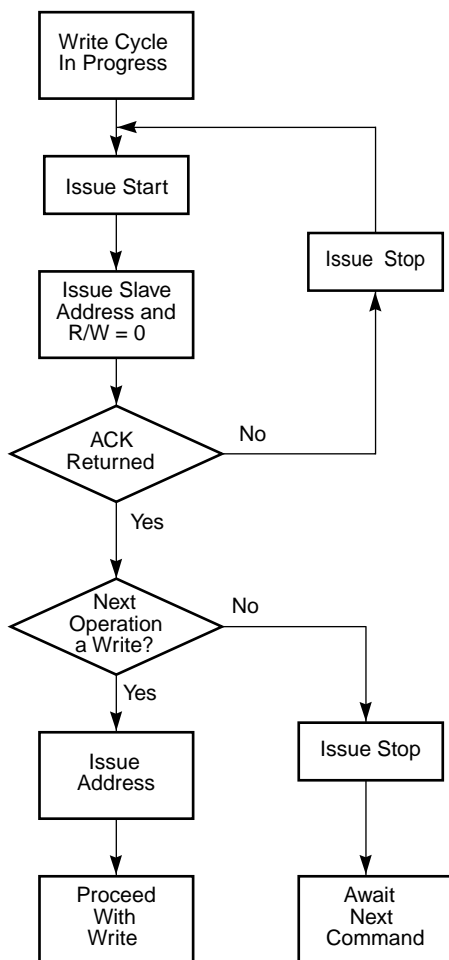 Write Cycle
In Progress
Issue Start
Issue Stop
Issue Slave
Address and
R/W = 0
ACK
Returned
No
Yes
Next
Operation
a Write?
No
Yes
Issue
Address
Issue Stop
Proceed
With
Write
Await
Next
Command